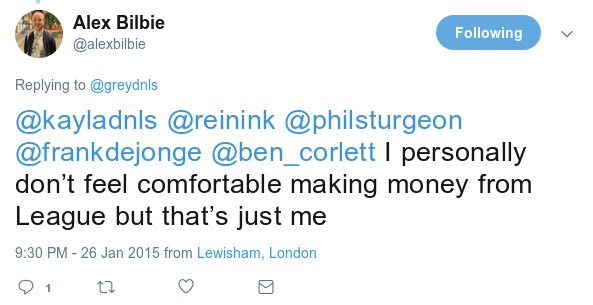 Alex Bilbie
@alexbilbie
Following
Replying to @greydnls
@kayladnls @reinink @philsturgeon
@frankdejonge @ben_corlett I personally
don’t feel comfortable making money from
League but that’s just me
9:30 PM - 26 Jan 2015 from Lewisham, London
1